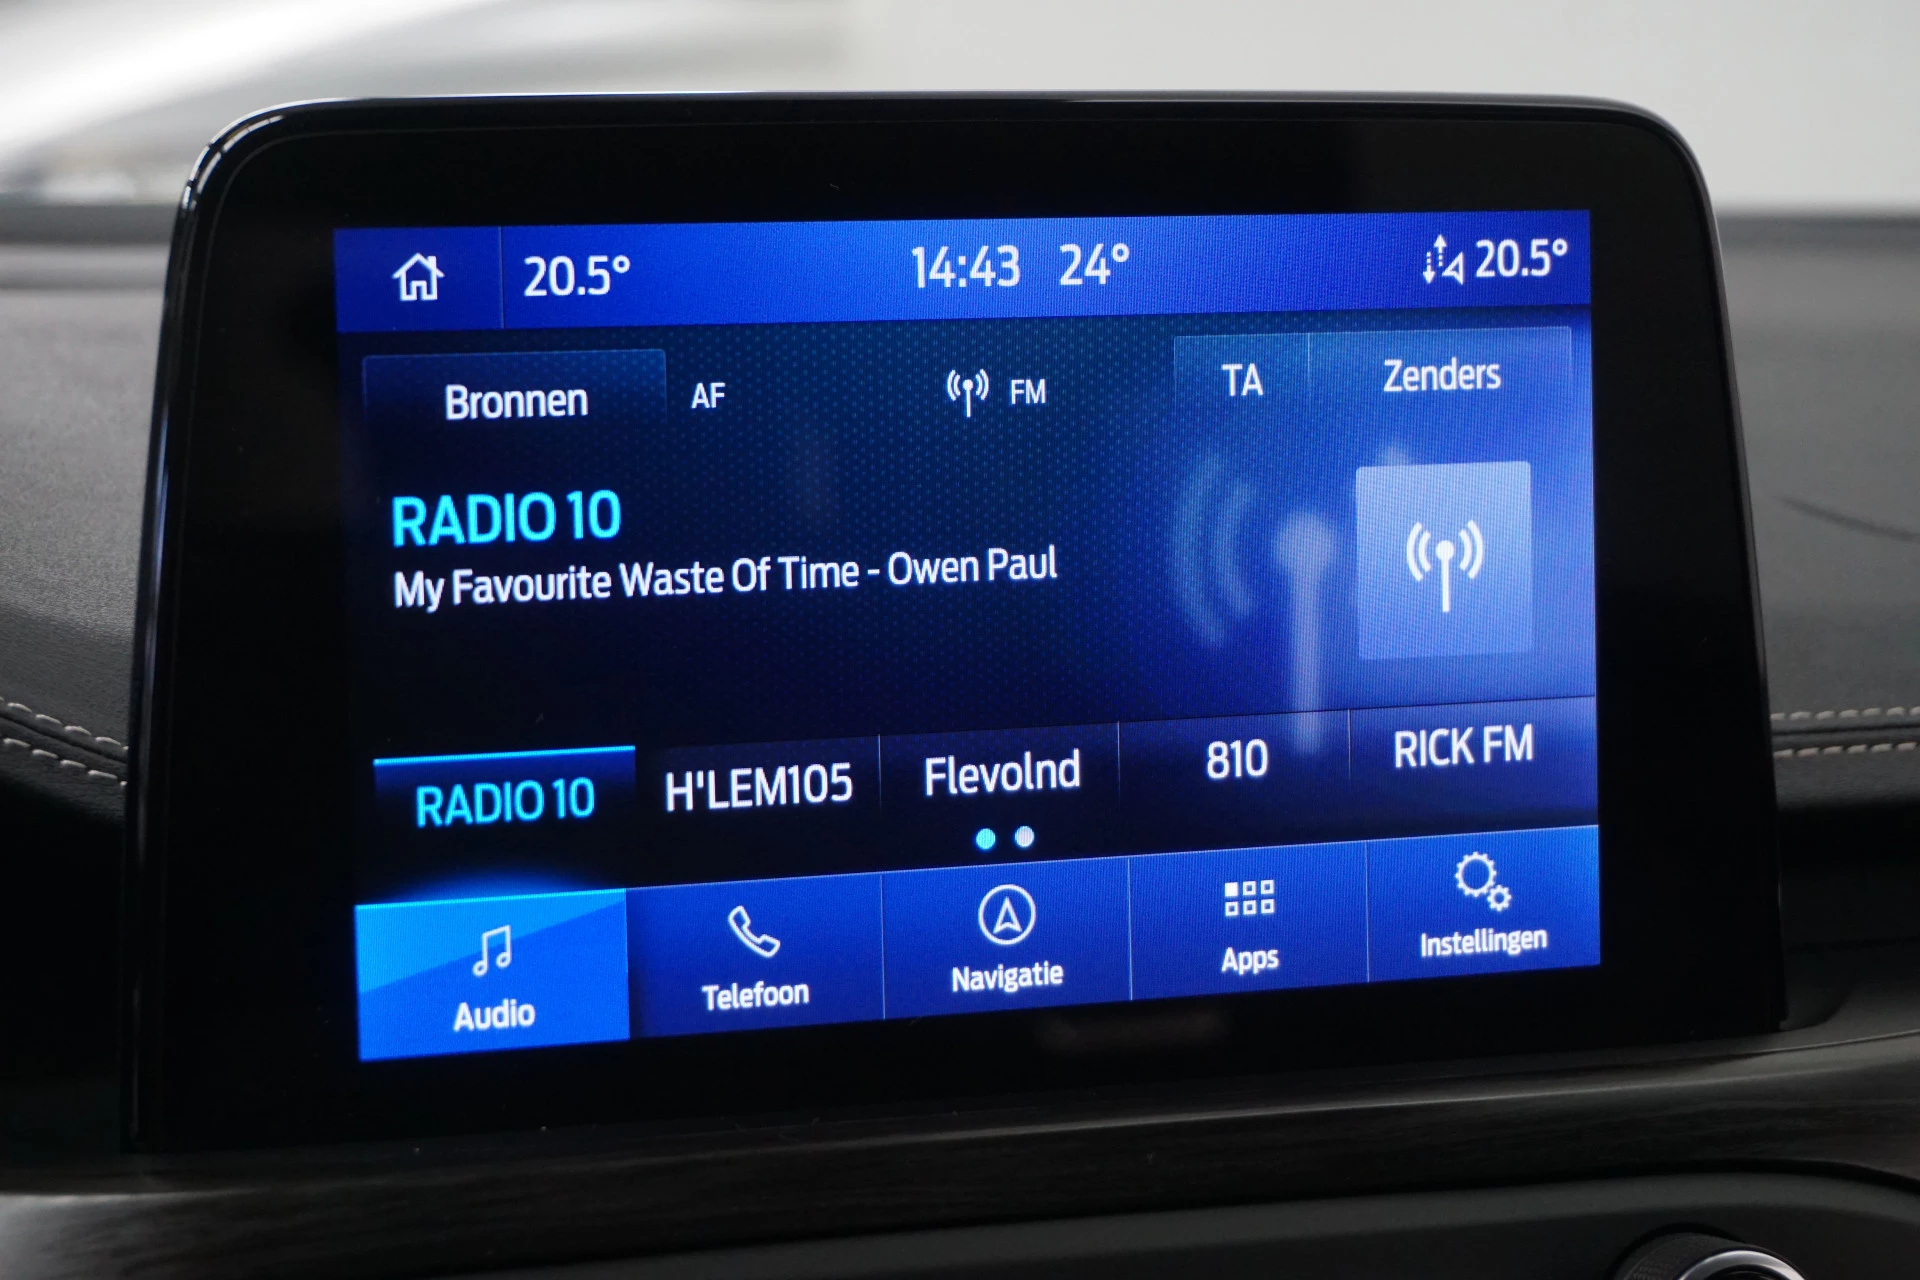 20.5° 14:43 24° 20.5°
Bronnen AF FM TA Zenders
RADIO 10
My Favourite Waste Of Time - Owen Paul
RADIO 10 H'LEM105 Flevolnd 810 RICK FM
Audio Telefoon Navigatie Apps Instellingen